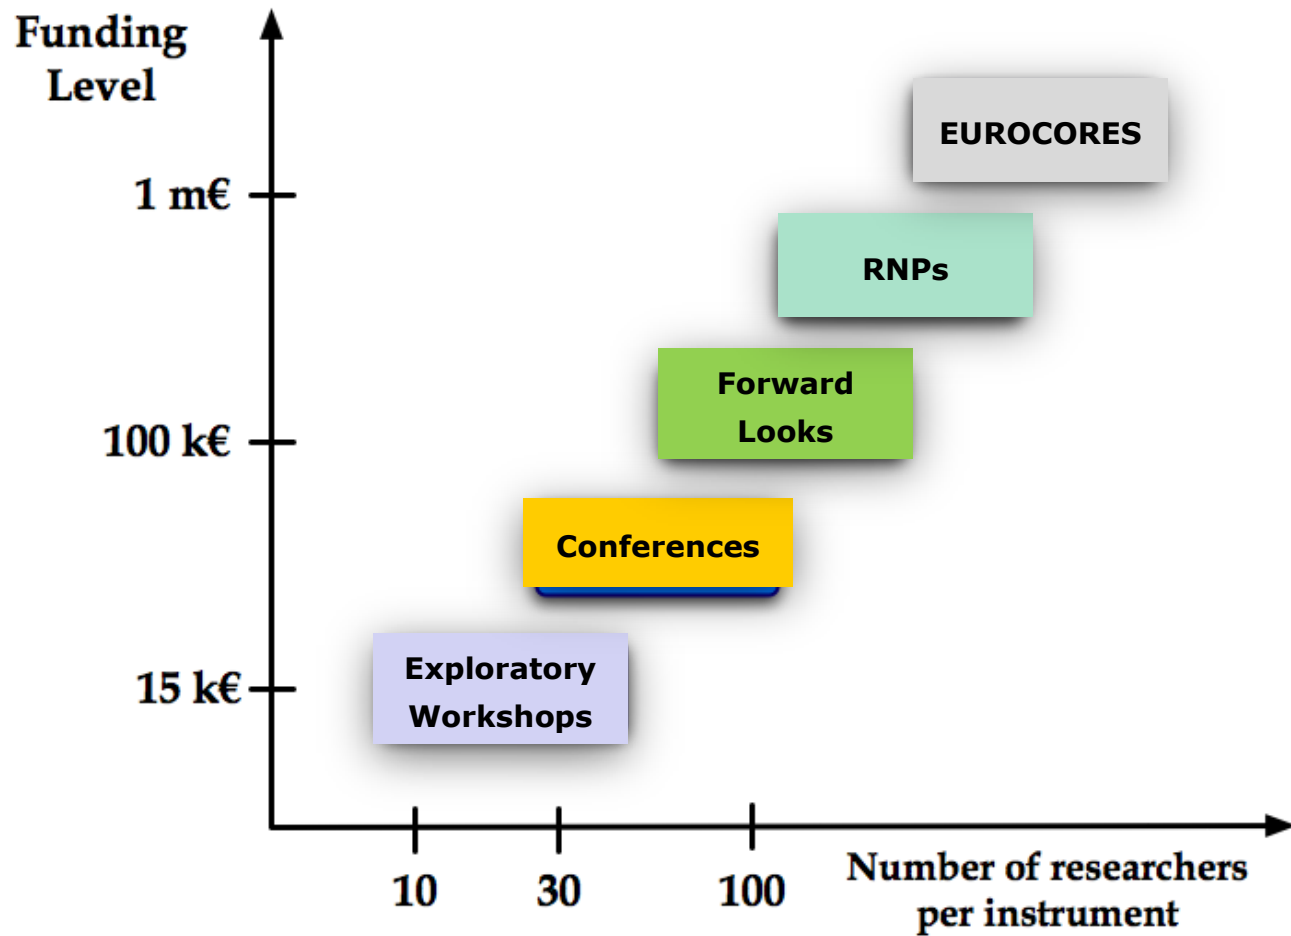 Funding
Level
EUROCORES
1 m€
RNPs
Forward
Looks
100 k€
Conferences
Exploratory
Workshops
15 k€
10
30
100
Number of researchers
per instrument